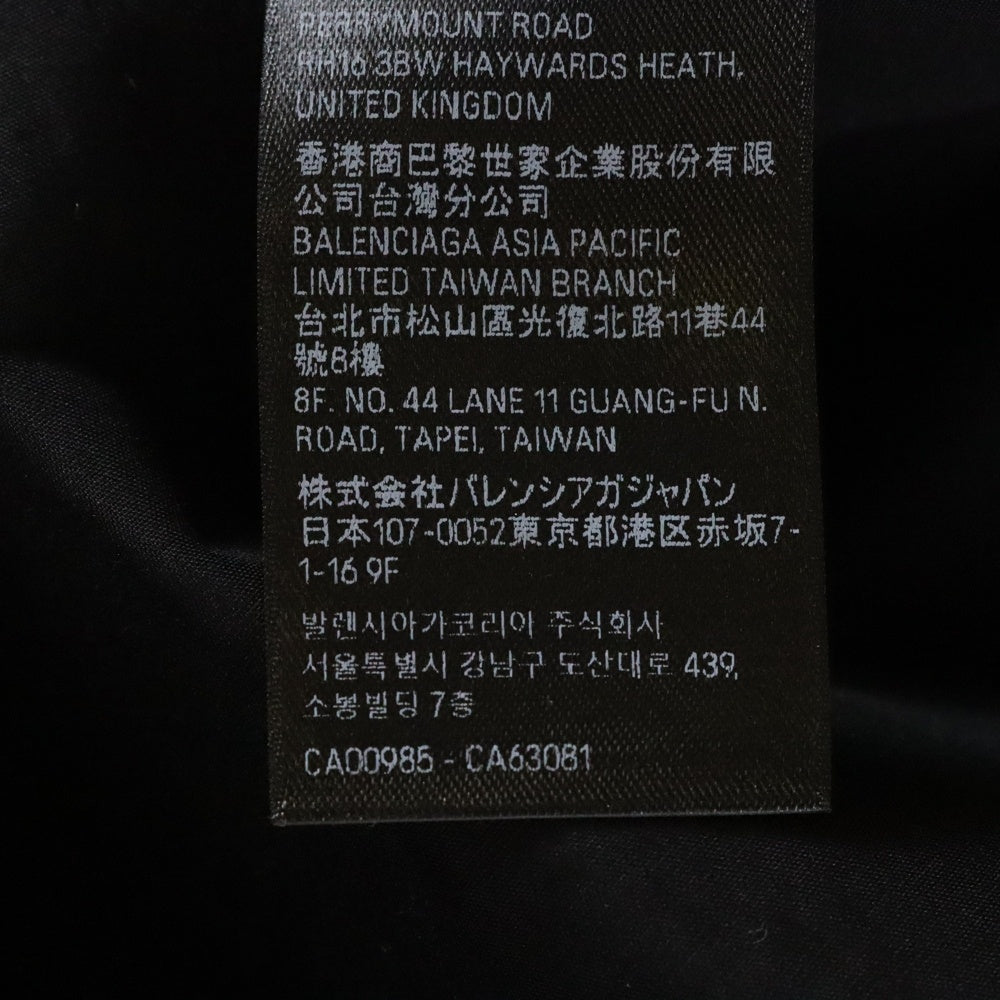 PERRYMOUNT ROAD
RH16 3BW HAYWARDS HEATH,
UNITED KINGDOM
香港商巴黎世家企業股份有限
公司台灣分公司
BALENCIAGA ASIA PACIFIC
LIMITED TAIWAN BRANCH
台北市松山區光復北路11巷44
號8樓
8F. NO. 44 LANE 11 GUANG-FU N.
ROAD, TAPEI, TAIWAN
株式会社バレンシアガジャパン
日本107-0052東京都港区赤坂7-
1-16 9F
발렌시아가코리아 주식회사
서울특별시 강남구 도산대로 439,
소봉빌딩 7층
CA00985 - CA63081